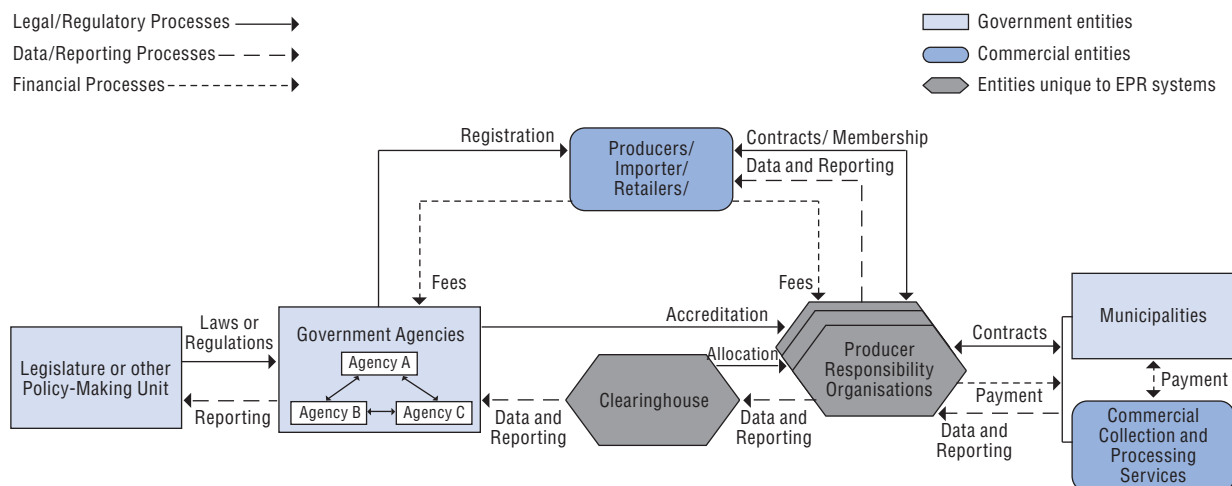 Legal/Regulatory Processes
Data/Reporting Processes
Financial Processes
Government entities
Commercial entities
Entities unique to EPR systems
Registration
Producers/
Importer/
Retailers/
Contracts/ Membership
Data and Reporting
Fees
Fees
Legislature or other
Policy-Making Unit
Laws or
Regulations
Reporting
Government Agencies
Agency A
Agency B
Agency C
Accreditation
Allocation
Data and
Reporting
Clearinghouse
Data and
Reporting
Producer
Responsibility
Organisations
Contracts
Payment
Data and
Reporting
Municipalities
Payment
Commercial
Collection and
Processing
Services